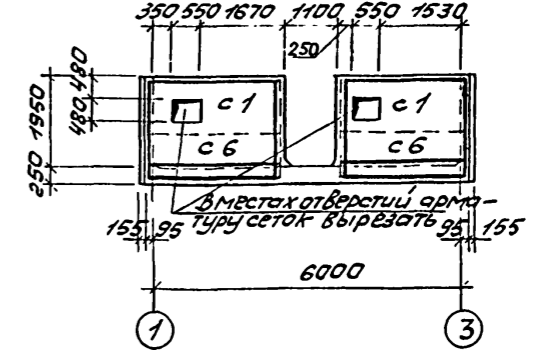 350 550 1670 1100 550 1530
250
480
1950
480
250
с 1 с 1
с 6 с 6
в местах отверстий арма-
туру сеток вырезать
155 95 95 155
6000
1 3